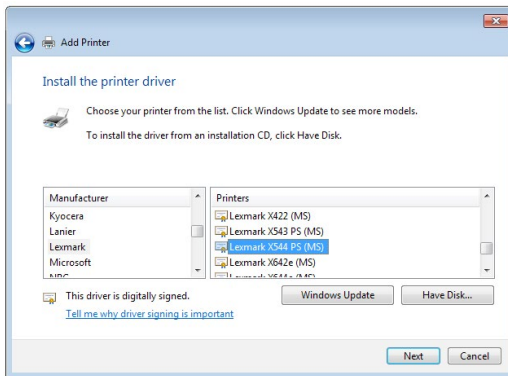 Add Printer
Install the printer driver
Choose your printer from the list. Click Windows Update to see more models.
To install the driver from an installation CD, click Have Disk.
Manufacturer
Kyocera
Lanier
Lexmark
Microsoft
Printers
Lexmark X422 (MS)
Lexmark X543 PS (MS)
Lexmark X544 PS (MS)
Lexmark X642e (MS)
This driver is digitally signed.
Tell me why driver signing is important
Windows Update
Have Disk...
Next
Cancel